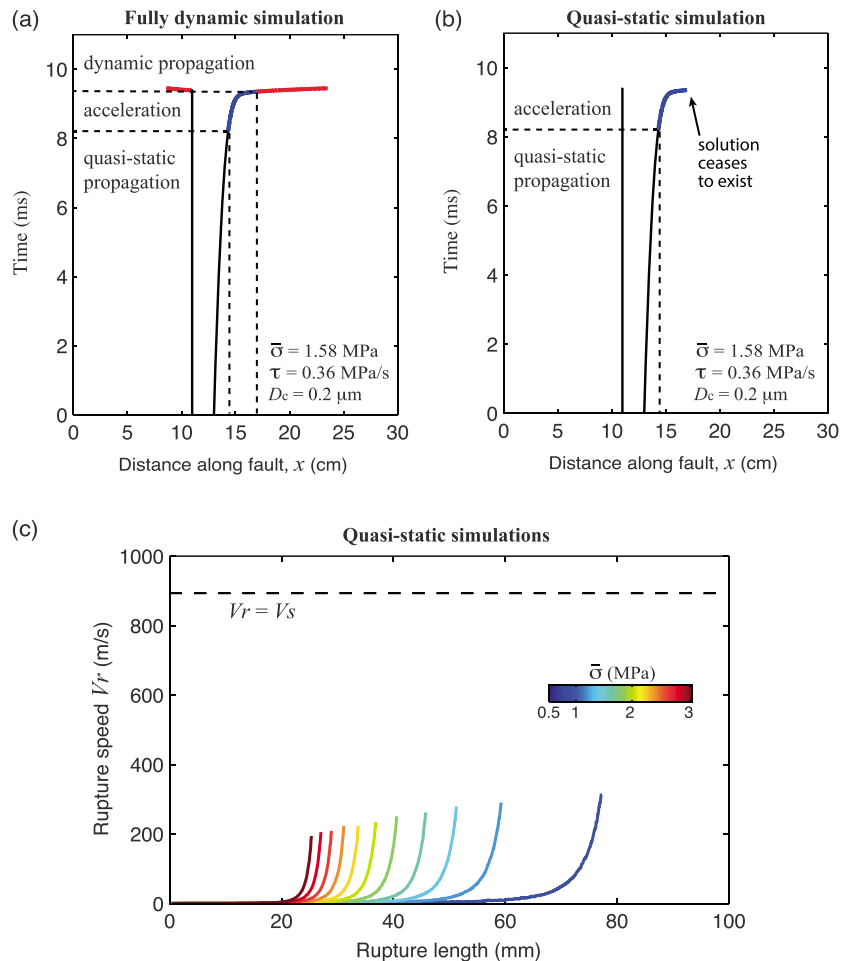 (a)
Fully dynamic simulation
10
8
6
4
2
0
Time (ms)
dynamic propagation
acceleration
quasi-static
propagation
σ̅ = 1.58 MPa
τ = 0.36 MPa/s
Dc = 0.2 μm
0 5 10 15 20 25 30
Distance along fault, x (cm)
(b)
Quasi-static simulation
10
8
6
4
2
0
Time (ms)
acceleration
quasi-static
propagation
solution
ceases
to exist
σ̅ = 1.58 MPa
τ = 0.36 MPa/s
Dc = 0.2 μm
0 5 10 15 20 25 30
Distance along fault, x (cm)
(c)
Quasi-static simulations
1000
800
600
400
200
0
Rupture speed Vr (m/s)
Vr = Vs
σ̅ (MPa)
0.5 1 2 3
0 20 40 60 80 100
Rupture length (mm)